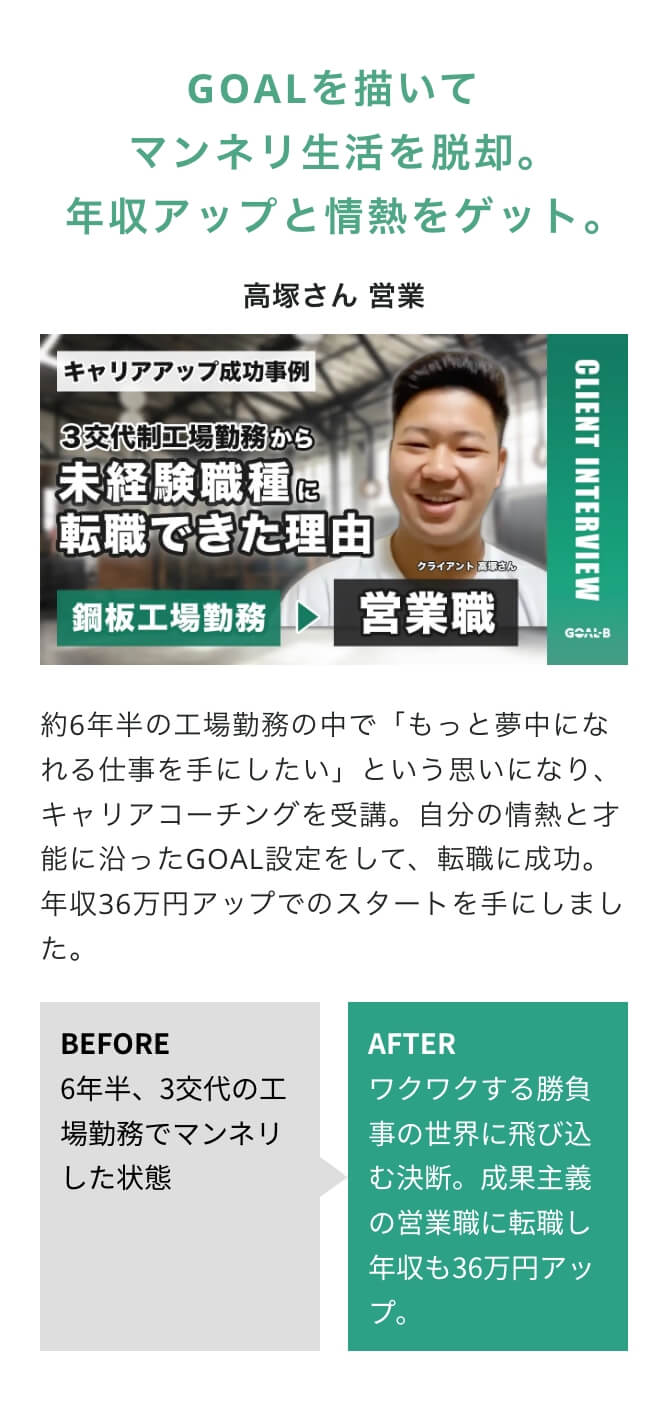 GOALを描いて
マンネリ生活を脱却。
年収アップと情熱をゲット。
高塚さん 営業
キャリアアップ成功事例
3交代制工場勤務から
未経験職種に
転職できた理由
クライアント 高塚さん
鋼板工場勤務
営業職
CLIENT INTERVIEW
GOAL-B
約6年半の工場勤務の中で「もっと夢中にな
れる仕事を手にしたい」という思いになり、
キャリアコーチングを受講。自分の情熱と才
能に沿ったGOAL設定をして、転職に成功。
年収36万円アップでのスタートを手にしまし
た。
BEFORE
6年半、3交代の工
場勤務でマンネリ
した状態
AFTER
ワクワクする勝負
事の世界に飛び込
む決断。成果主義
の営業職に転職し
年収も36万円アッ
プ。